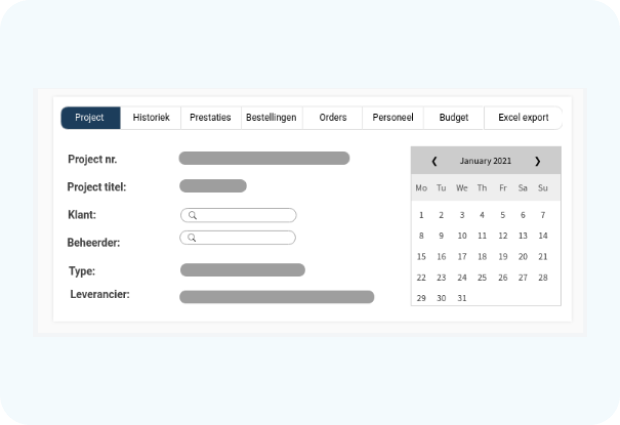 Project Historiek Prestaties Bestellingen Orders Personeel Budget Excel export
Project nr.
Project titel:
Klant:
Beheerder:
Type:
Leverancier:
❮ January 2021 ❯
Mo Tu We Th Fr Sa Su
1 2 3 4 5 6 7
8 9 10 11 12 13 14
15 16 17 18 19 20 21
22 23 24 25 26 27 28
29 30 31